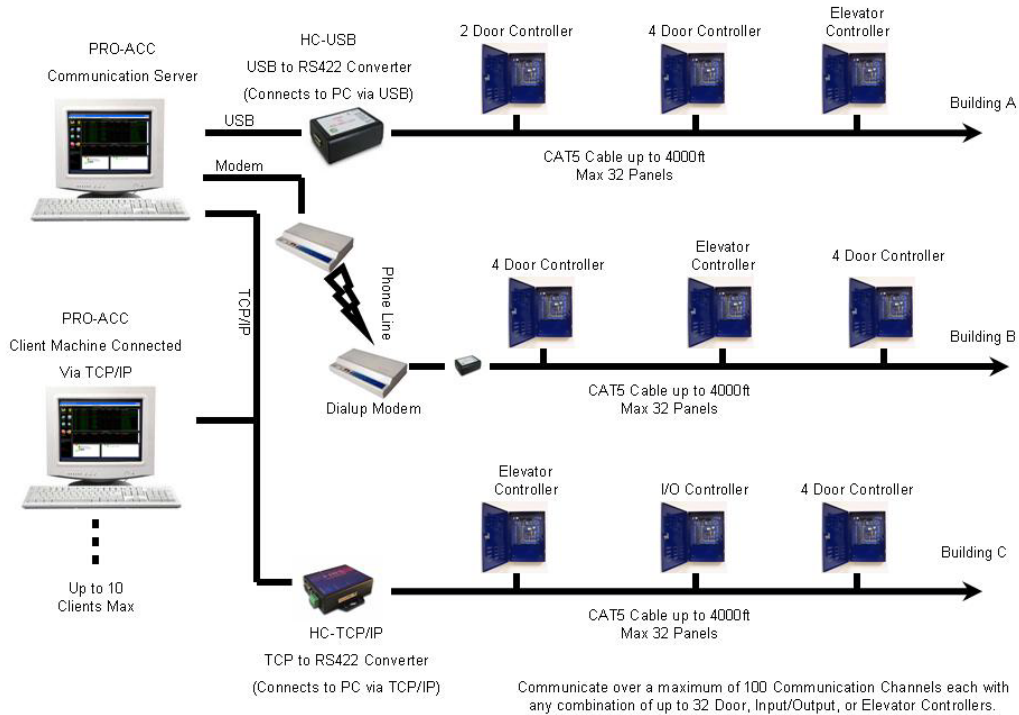 PRO-ACC
Communication Server
HC-USB
USB to RS422 Converter
(Connects to PC via USB)
2 Door Controller
4 Door Controller
Elevator
Controller
Building A
USB
CAT5 Cable up to 4000ft
Max 32 Panels
Modem
TCP/IP
Phone Line
Dialup Modem
4 Door Controller
Elevator
Controller
4 Door Controller
Building B
CAT5 Cable up to 4000ft
Max 32 Panels
PRO-ACC
Client Machine Connected
Via TCP/IP
Up to 10
Clients Max
Elevator
Controller
I/O Controller
4 Door Controller
Building C
CAT5 Cable up to 4000ft
Max 32 Panels
HC-TCP/IP
TCP to RS422 Converter
(Connects to PC via TCP/IP)
Communicate over a maximum of 100 Communication Channels each with
any combination of up to 32 Door, Input/Output, or Elevator Controllers.